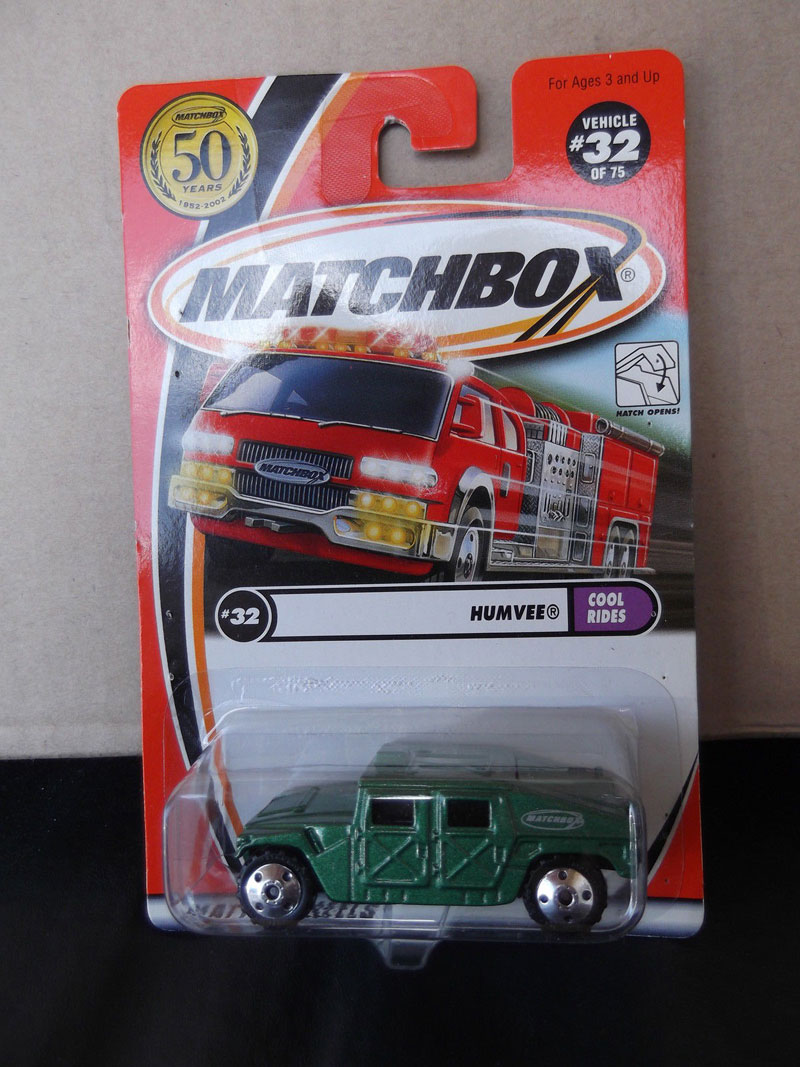 MATCHBOX
50
YEARS
1952-2002
For Ages 3 and Up
VEHICLE
#32
OF 75
MATCHBOX®
HATCH OPENS!
MATCHBOX
#32
HUMVEE®
COOL
RIDES
MATCHBOX